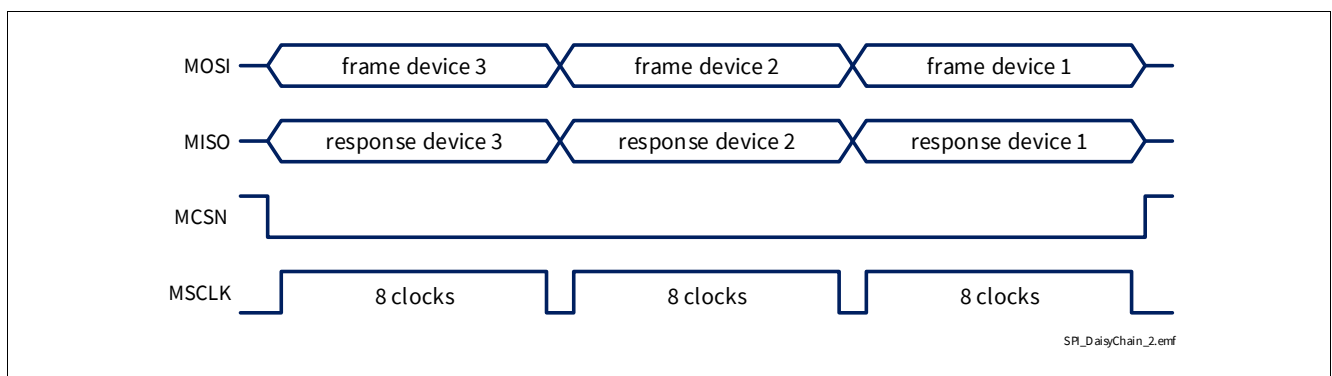 MOSI frame device 3 frame device 2 frame device 1
MISO response device 3 response device 2 response device 1
MCSN
MSCLK 8 clocks 8 clocks 8 clocks
SPI_DaisyChain_2.emf